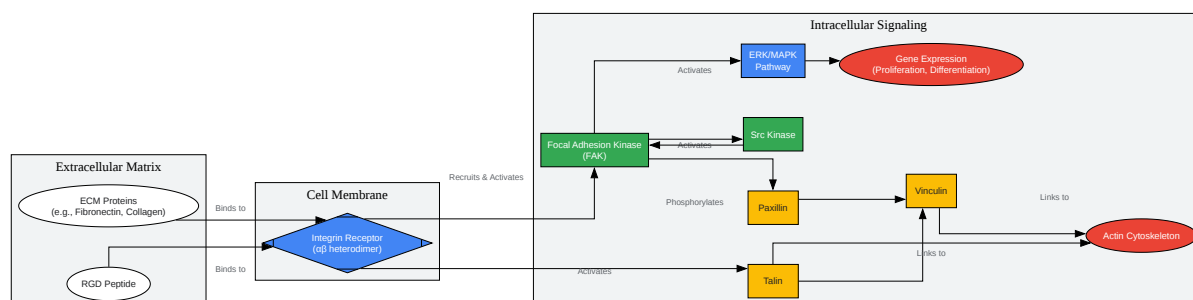 Intracellular Signaling
ERK/MAPK
Pathway
Gene Expression
(Proliferation, Differentiation)
Activates
Focal Adhesion Kinase
(FAK)
Src Kinase
Activates
Extracellular Matrix
ECM Proteins
(e.g., Fibronectin, Collagen)
RGD Peptide
Binds to
Binds to
Cell Membrane
Integrin Receptor
(αβ heterodimer)
Recruits & Activates
Phosphorylates
Paxillin
Vinculin
Links to
Actin Cytoskeleton
Links to
Activates
Talin